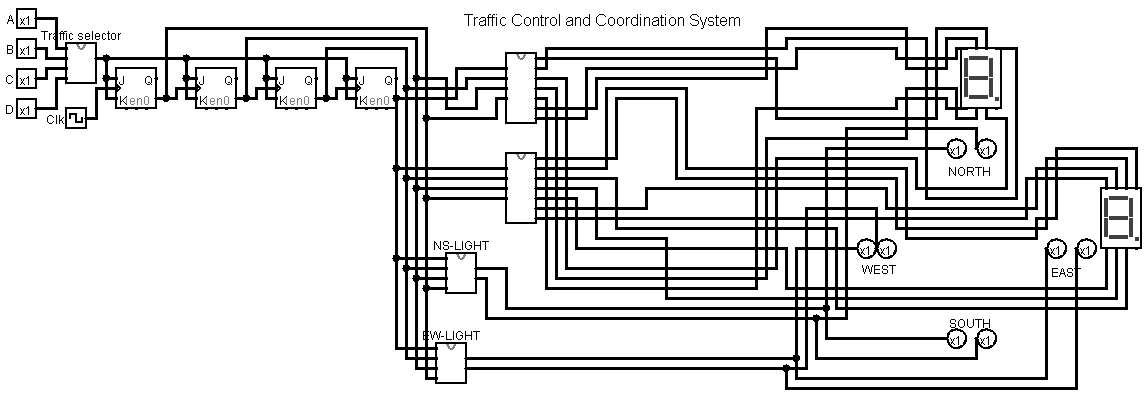 Traffic Control and Coordination System
A x1
Traffic selector
B x1
C x1
D x1
Clk
J Q
K en0
J Q
K en0
J Q
K en0
J Q
K en0
x1 x1
NORTH
NS-LIGHT
x1 x1
WEST
x1 x1
EAST
EW-LIGHT
SOUTH
x1 x1